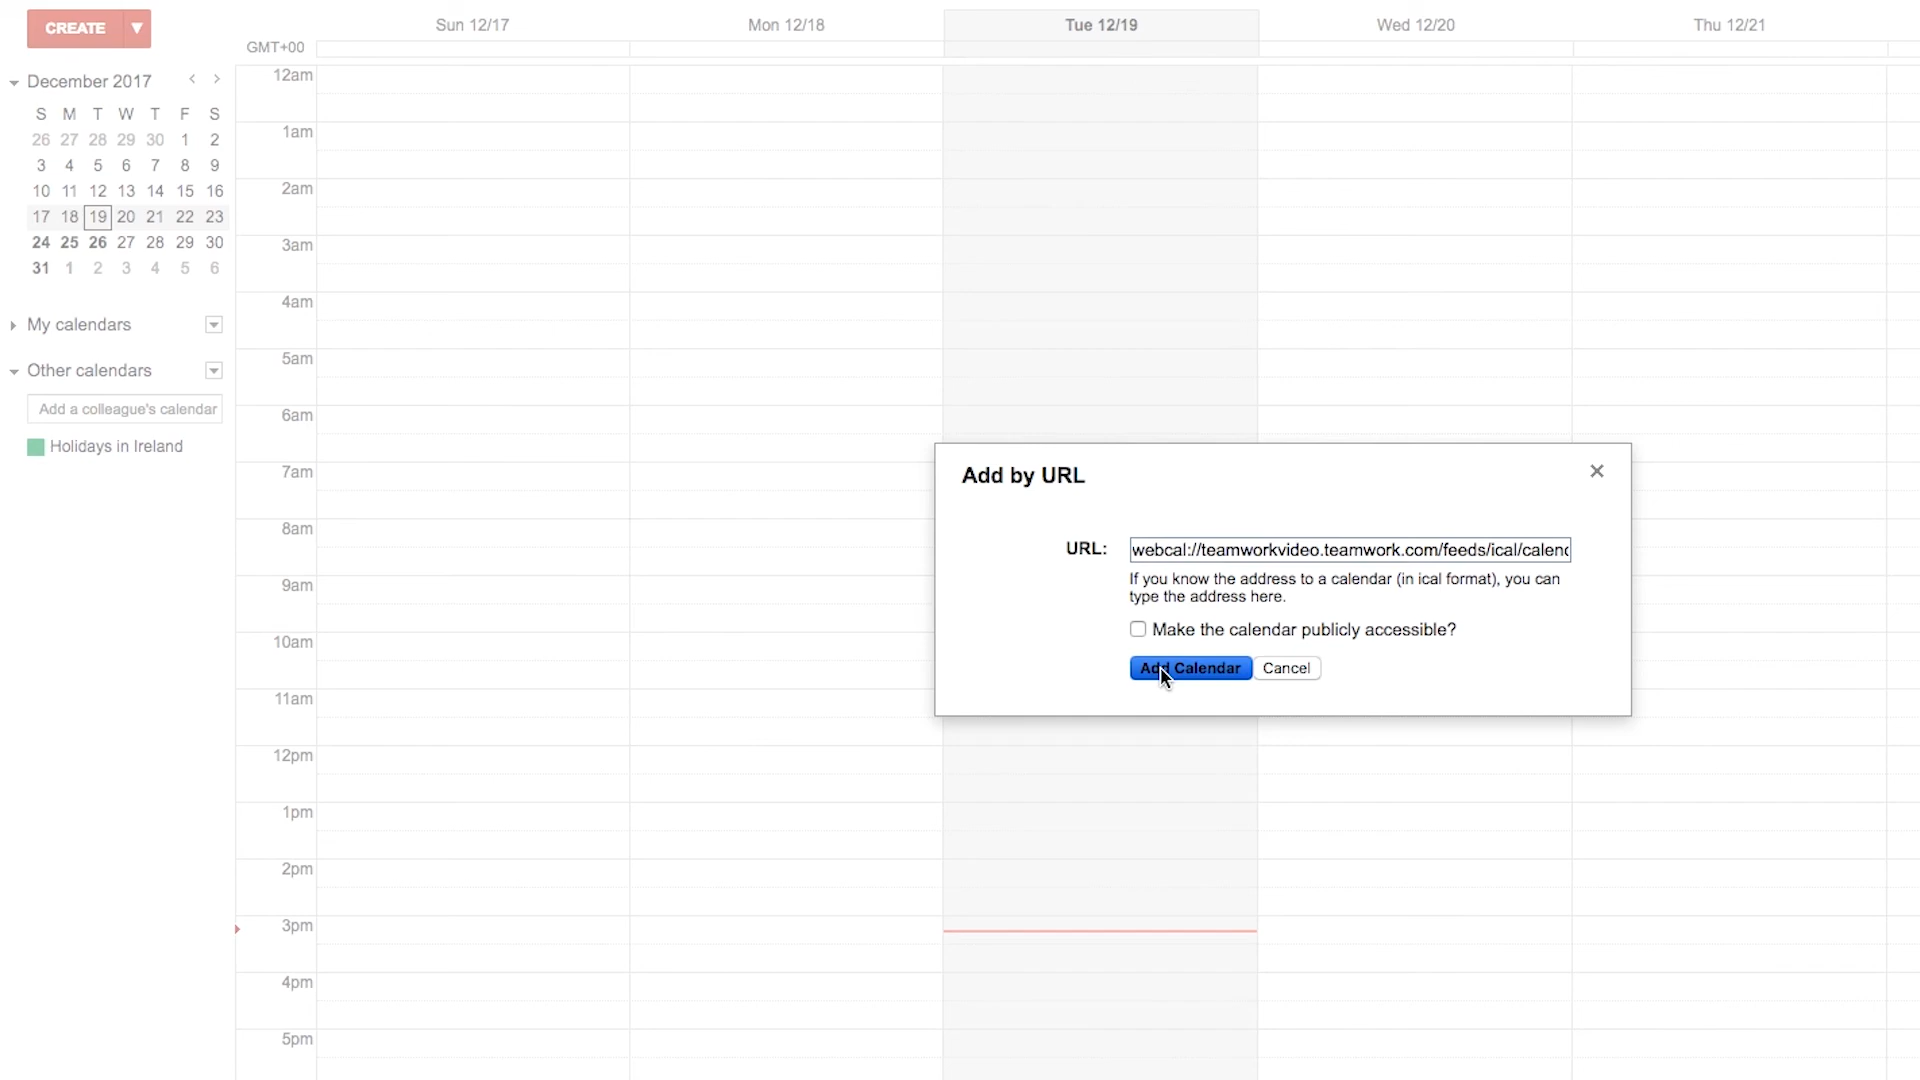 CREATE
Sun 12/17
Mon 12/18
Tue 12/19
Wed 12/20
Thu 12/21
GMT+00
December 2017
S M T W T F S
26 27 28 29 30 1 2
3 4 5 6 7 8 9
10 11 12 13 14 15 16
17 18 19 20 21 22 23
24 25 26 27 28 29 30
31 1 2 3 4 5 6
My calendars
Other calendars
Add a colleague's calendar
Holidays in Ireland
12am
1am
2am
3am
4am
5am
6am
7am
8am
9am
10am
11am
12pm
1pm
2pm
3pm
4pm
5pm
Add by URL
URL: webcal://teamworkvideo.teamwork.com/feeds/ical/calend
If you know the address to a calendar (in ical format), you can
type the address here.
Make the calendar publicly accessible?
Add Calendar Cancel